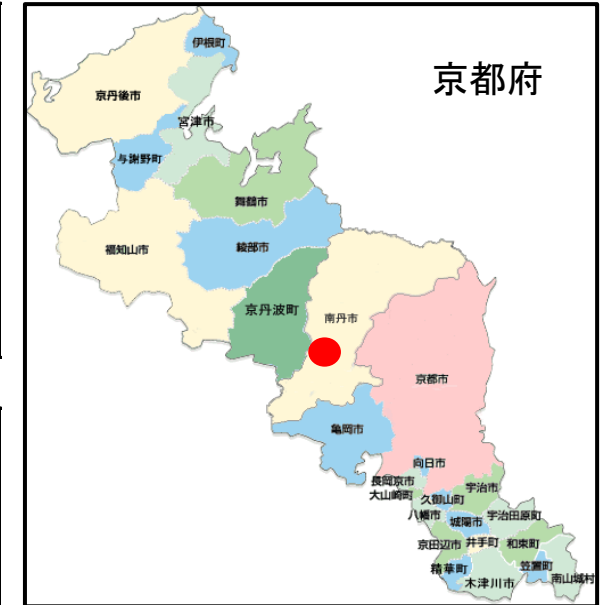 京都府
伊根町
京丹後市
宮津市
与謝野町
舞鶴市
福知山市
綾部市
京丹波町
南丹市
京都市
亀岡市
向日市
長岡京市
大山崎町
宇治市
久御山町
八幡市
宇治田原町
城陽市
京田辺市
井手町
和束町
精華町
笠置町
木津川市
南山城村